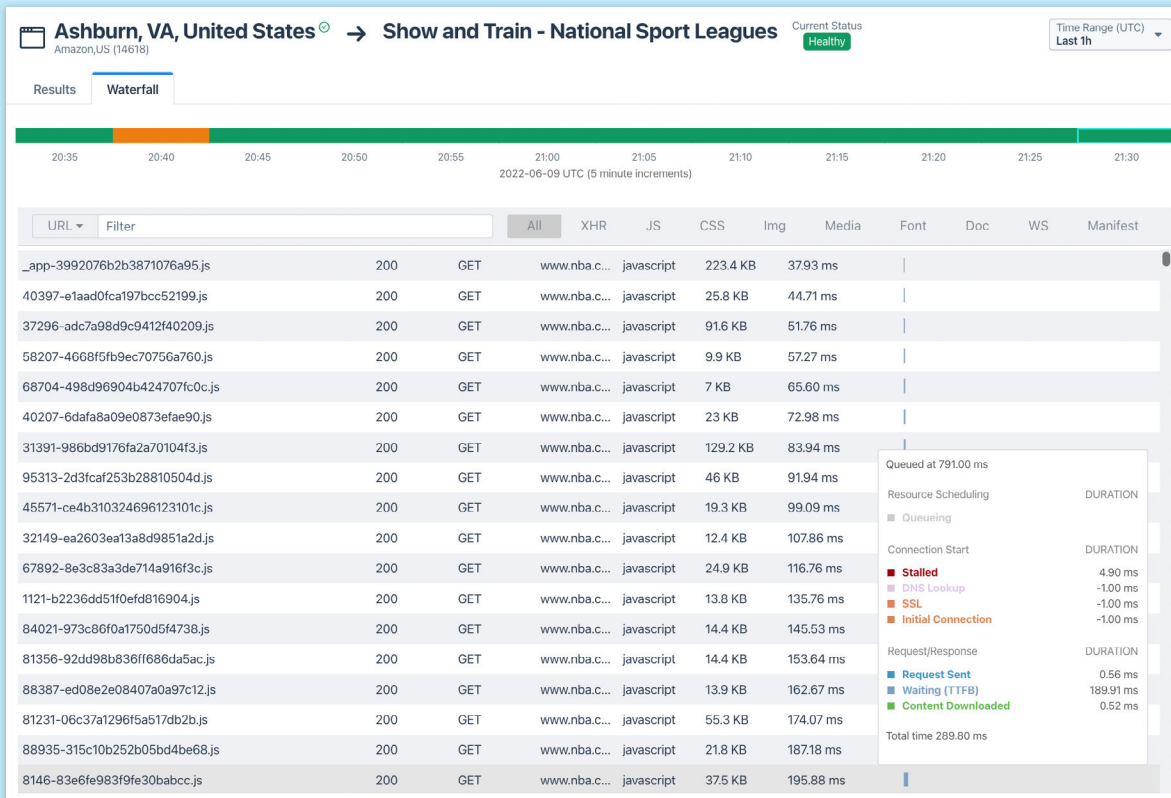 Ashburn, VA, United States → Show and Train - National Sport Leagues Current Status Healthy
Amazon,US (14618)
Time Range (UTC)
Last 1h
Results Waterfall
20:35 20:40 20:45 20:50 20:55 21:00 21:05 21:10 21:15 21:20 21:25 21:30
2022-06-09 UTC (5 minute increments)
URL Filter All XHR JS CSS Img Media Font Doc WS Manifest
_app-3992076b2b3871076a95.js 200 GET www.nba.c... javascript 223.4 KB 37.93 ms
40397-e1aad0fca197bcc52199.js 200 GET www.nba.c... javascript 25.8 KB 44.71 ms
37296-adc7a98d9c9412f40209.js 200 GET www.nba.c... javascript 91.6 KB 51.76 ms
58207-4668f5fb9ec70756a760.js 200 GET www.nba.c... javascript 9.9 KB 57.27 ms
68704-498d96904b424707fc0c.js 200 GET www.nba.c... javascript 7 KB 65.60 ms
40207-6dafa8a09e0873efae90.js 200 GET www.nba.c... javascript 23 KB 72.98 ms
31391-986bd9176fa2a70104f3.js 200 GET www.nba.c... javascript 129.2 KB 83.94 ms
95313-2d3fcaf253b28810504d.js 200 GET www.nba.c... javascript 46 KB 91.94 ms
45571-ce4b310324696123101c.js 200 GET www.nba.c... javascript 19.3 KB 99.09 ms
32149-ea2603ea13a8d9851a2d.js 200 GET www.nba.c... javascript 12.4 KB 107.86 ms
67892-8e3c83a3de714a916f3c.js 200 GET www.nba.c... javascript 24.9 KB 116.76 ms
1121-b2236dd51f0efd816904.js 200 GET www.nba.c... javascript 13.8 KB 135.76 ms
84021-973c86f0a1750d5f4738.js 200 GET www.nba.c... javascript 14.4 KB 145.53 ms
81356-92dd98b836ff686da5ac.js 200 GET www.nba.c... javascript 14.4 KB 153.64 ms
88387-ed08e2e08407a0a97c12.js 200 GET www.nba.c... javascript 13.9 KB 162.67 ms
81231-06c37a1296f5a517db2b.js 200 GET www.nba.c... javascript 55.3 KB 174.07 ms
88935-315c10b252b05bd4be68.js 200 GET www.nba.c... javascript 21.8 KB 187.18 ms
8146-83e6fe983f9fe30babcc.js 200 GET www.nba.c... javascript 37.5 KB 195.88 ms
Queued at 791.00 ms
Resource Scheduling DURATION
Queueing
Connection Start DURATION
Stalled 4.90 ms
DNS Lookup -1.00 ms
SSL -1.00 ms
Initial Connection -1.00 ms
Request/Response DURATION
Request Sent 0.56 ms
Waiting (TTFB) 189.91 ms
Content Downloaded 0.52 ms
Total time 289.80 ms